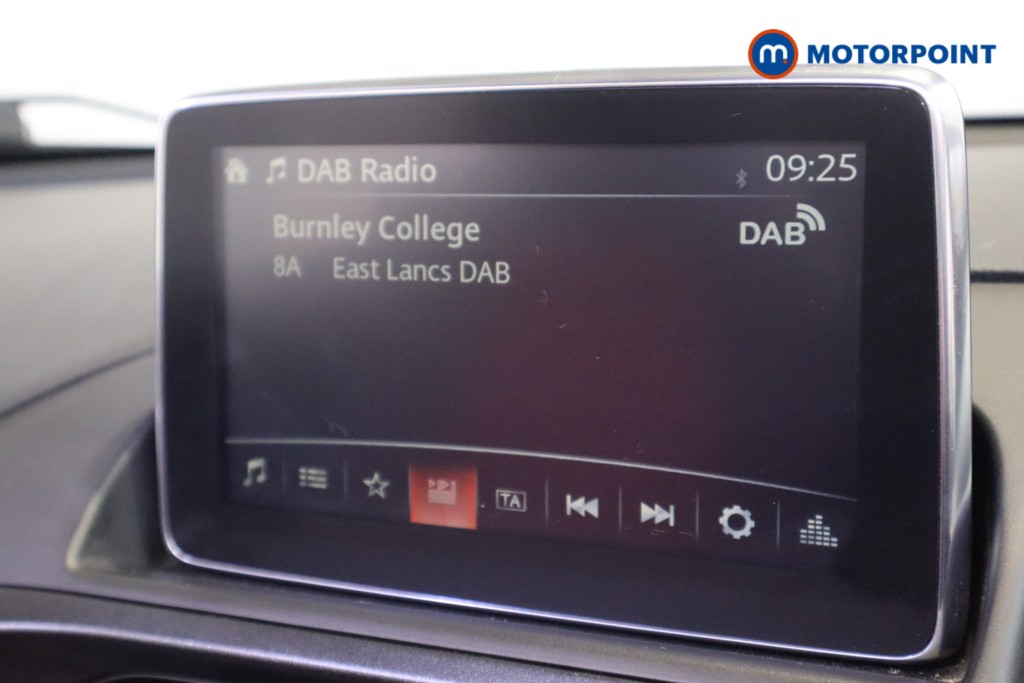 m MOTORPOINT
DAB Radio 09:25
Burnley College DAB
8A East Lancs DAB
TA